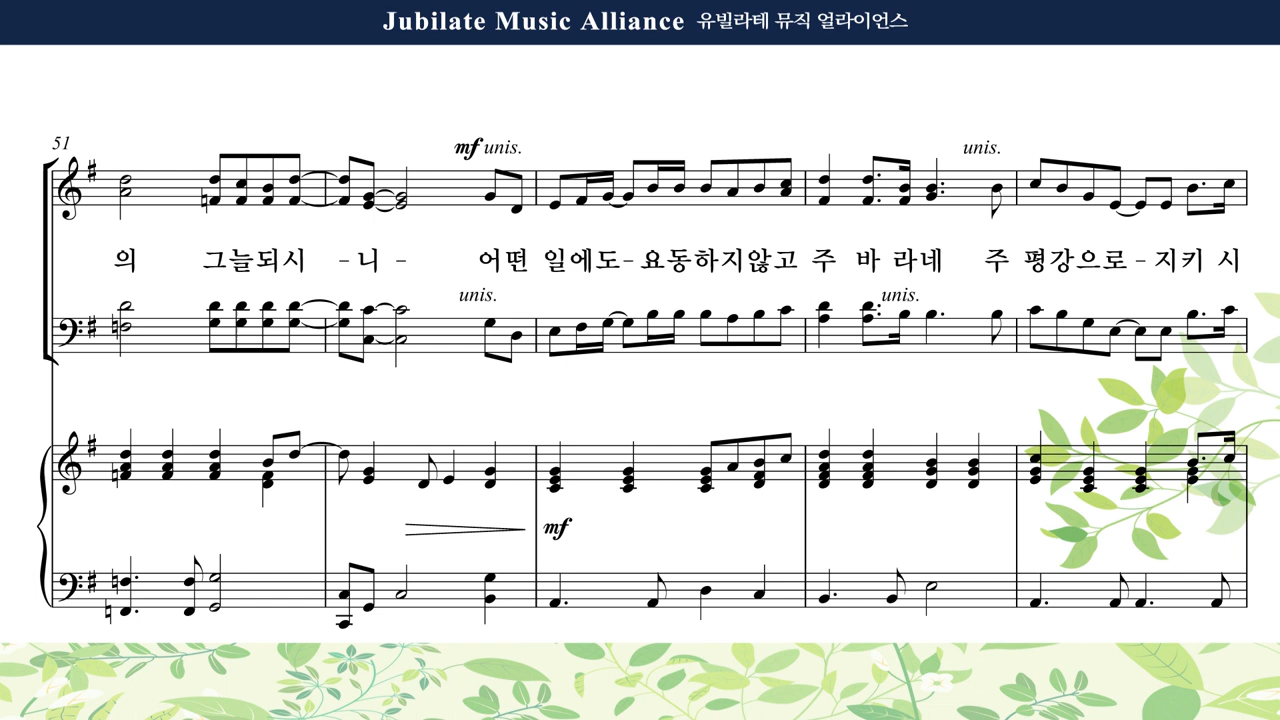 Jubilate Music Alliance 유빌라테 뮤직 얼라이언스
51
mf unis. unis.
의 그늘되시 - 니 - 어떤 일에도- 요동하지않고 주 바 라네 주 평강으로 - 지키 시
unis. unis.
mf